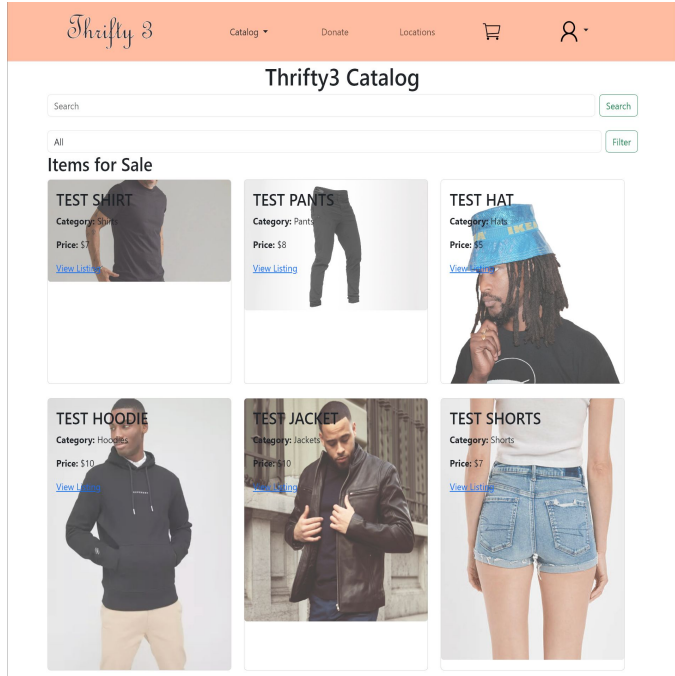 Thrifty 3
Catalog
Donate
Locations
Thrifty3 Catalog
Search
Search
All
Filter
Items for Sale
TEST SHIRT
Category: Shirts
Price: $7
View Listing
TEST PANTS
Category: Pants
Price: $8
View Listing
TEST HAT
Category: Hats
Price: $5
View Listing
IKE
TEST HOODIE
Category: Hoodies
Price: $10
View Listing
TEST JACKET
Category: Jackets
Price: $10
View Listing
TEST SHORTS
Category: Shorts
Price: $7
View Listing